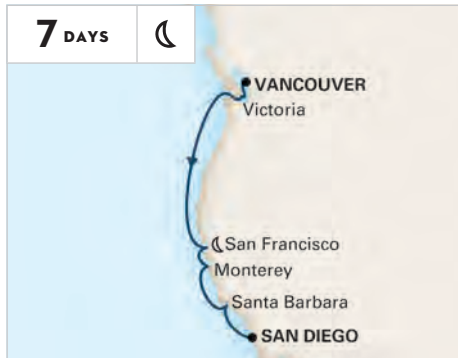 7 DAYS
VANCOUVER
Victoria
San Francisco
Monterey
Santa Barbara
SAN DIEGO